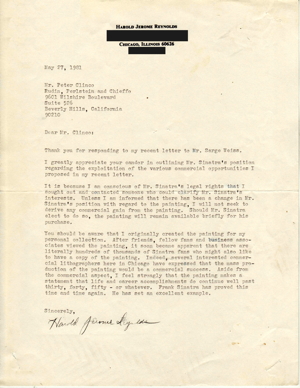 HAROLD JEROME REYNOLDS
CHICAGO, ILLINOIS 60626
May 27, 1981
Mr. Peter
Fadin, Perlstein and Chieffo
9601 Wilshire Boulevard
Suite 526
Beverly Hills, California
90210
Dear Mr.
Thank you for responding to my recent letter to Mr. George Weiss.
I greatly appreciate your candor in outlining Mr. Sinatra's position
regarding the exploitation of the various commercial opportunities I
proposed in my recent letter.
It is because I am conscious of Mr. Sinatra's legal rights that I
sought out and contacted someone who could clarify Mr. Sinatra's
interests. Unless I am informed that there has been a change in Mr.
Sinatra's position with regard to the painting, I will not seek to
derive any commercial gain from the painting. Should Mr. Sinatra
elect to do so, the painting will remain available briefly for his
purchase.
You should be aware that I originally created the painting for my
personal collection. After friends, fellow fans and business asso-
ciates viewed the painting, it soon became apparent that there are
literally hundreds of thousands of Sinatra fans who might also like
to have a copy of the painting. Indeed, several interested commer-
cial lithographers here in Chicago have expressed that the mass pro-
duction of the painting would be a commercial success. Aside from
the commercial aspect, I feel strongly that the painting makes a
statement that life and career accomplishments do continue well past
thirty, forty, fifty - or whatever. Frank Sinatra has proved this
time and time again. He has set an excellent example.
Sincerely,
Harold Jerome Reynolds